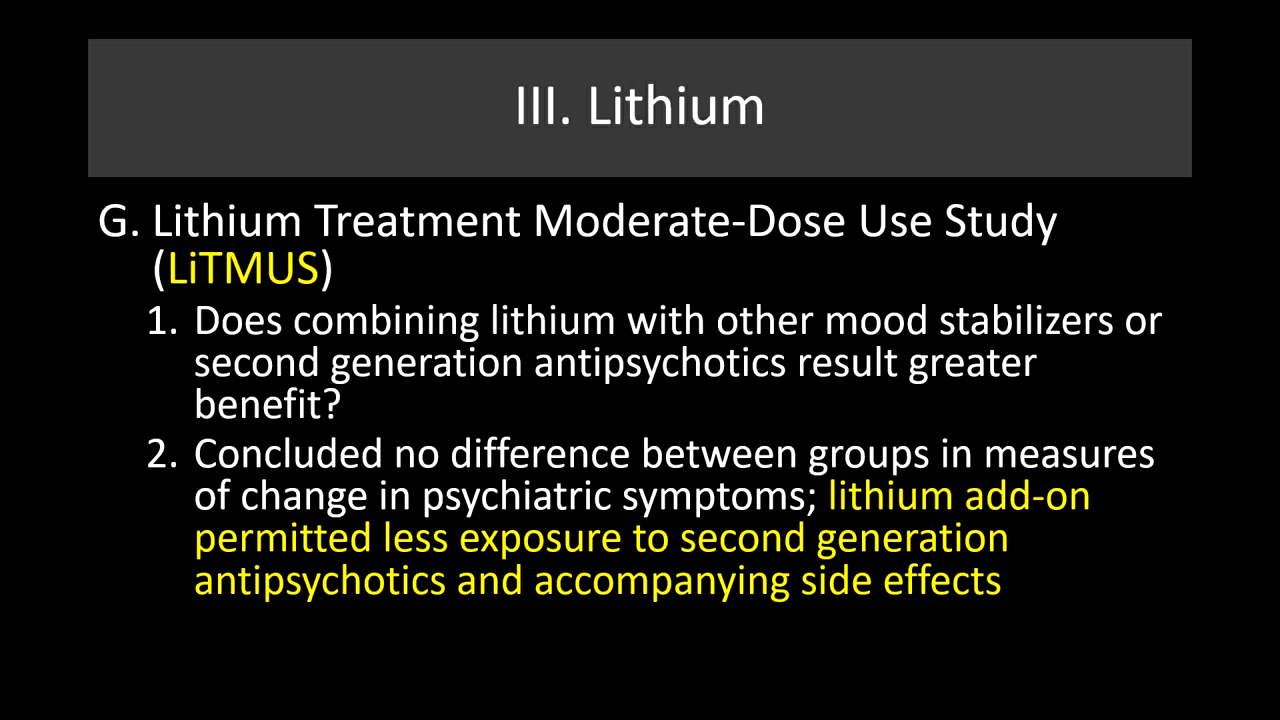 III. Lithium
G. Lithium Treatment Moderate-Dose Use Study
(LiTMUS)
1. Does combining lithium with other mood stabilizers or
second generation antipsychotics result greater
benefit?
2. Concluded no difference between groups in measures
of change in psychiatric symptoms; lithium add-on
permitted less exposure to second generation
antipsychotics and accompanying side effects